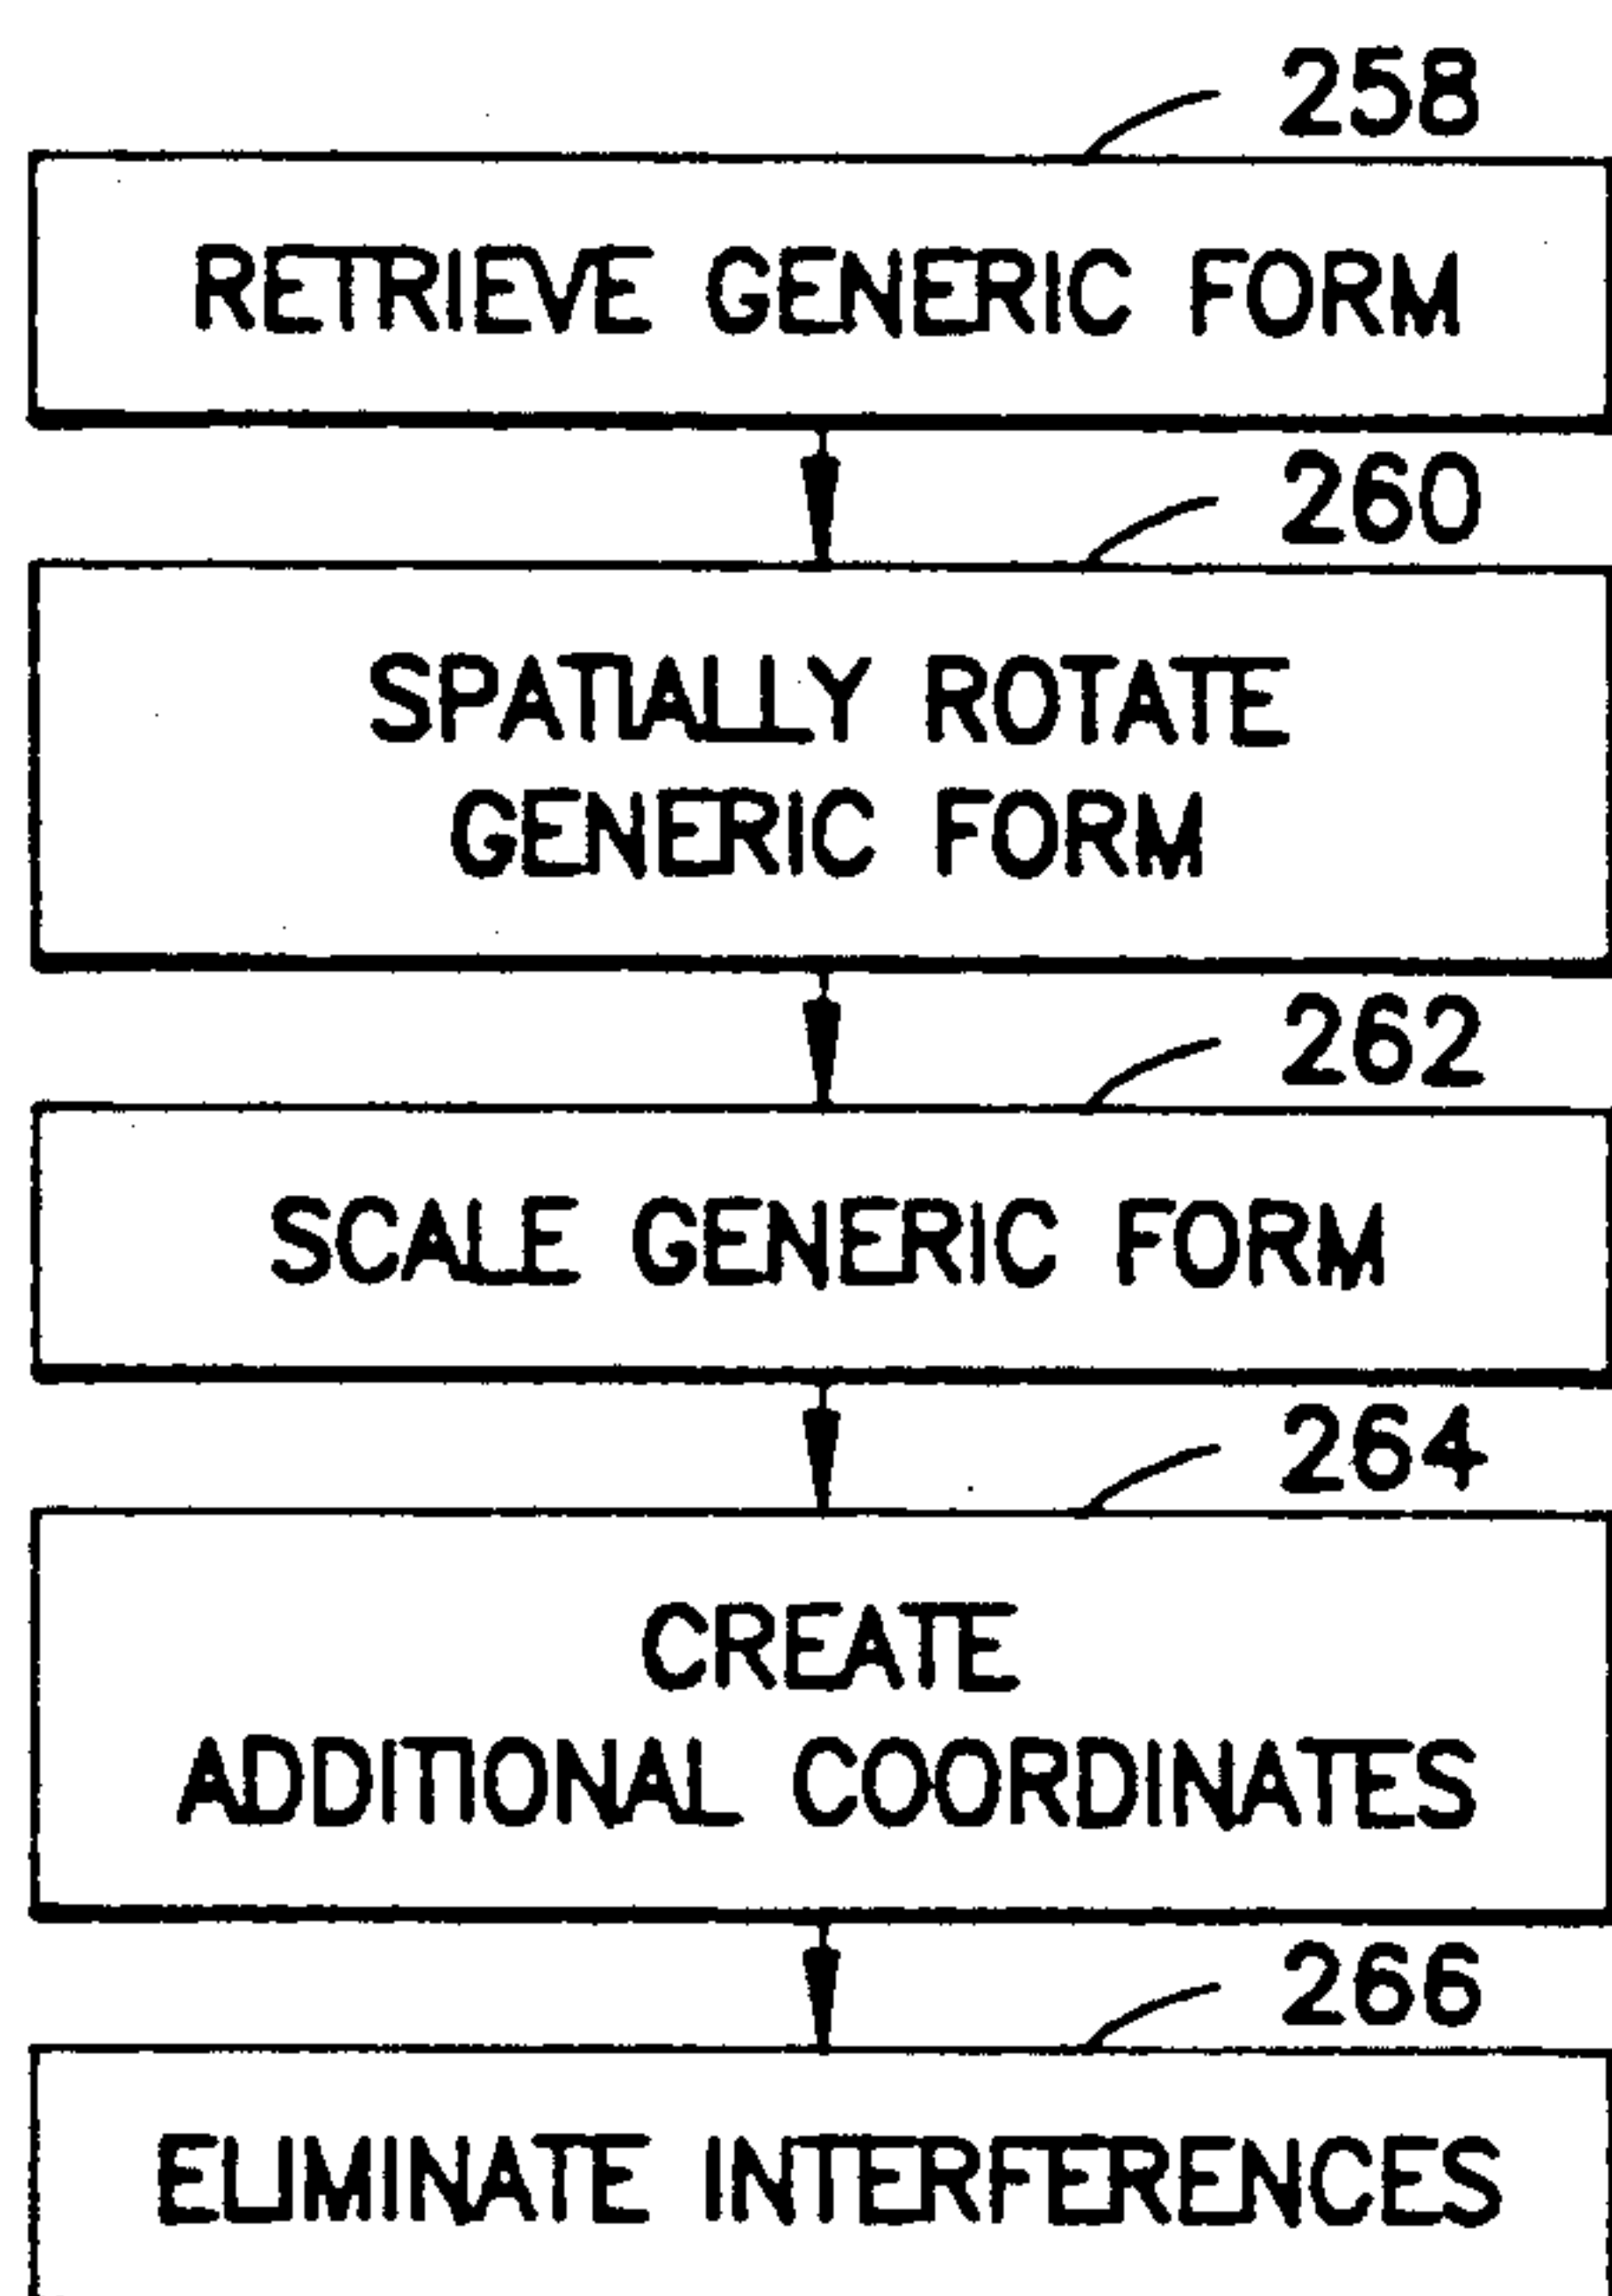 258
RETRIEVE GENERIC FORM
260
SPATIALLY ROTATE
GENERIC FORM
262
SCALE GENERIC FORM
264
CREATE
ADDITIONAL COORDINATES
266
ELIMINATE INTERFERENCES